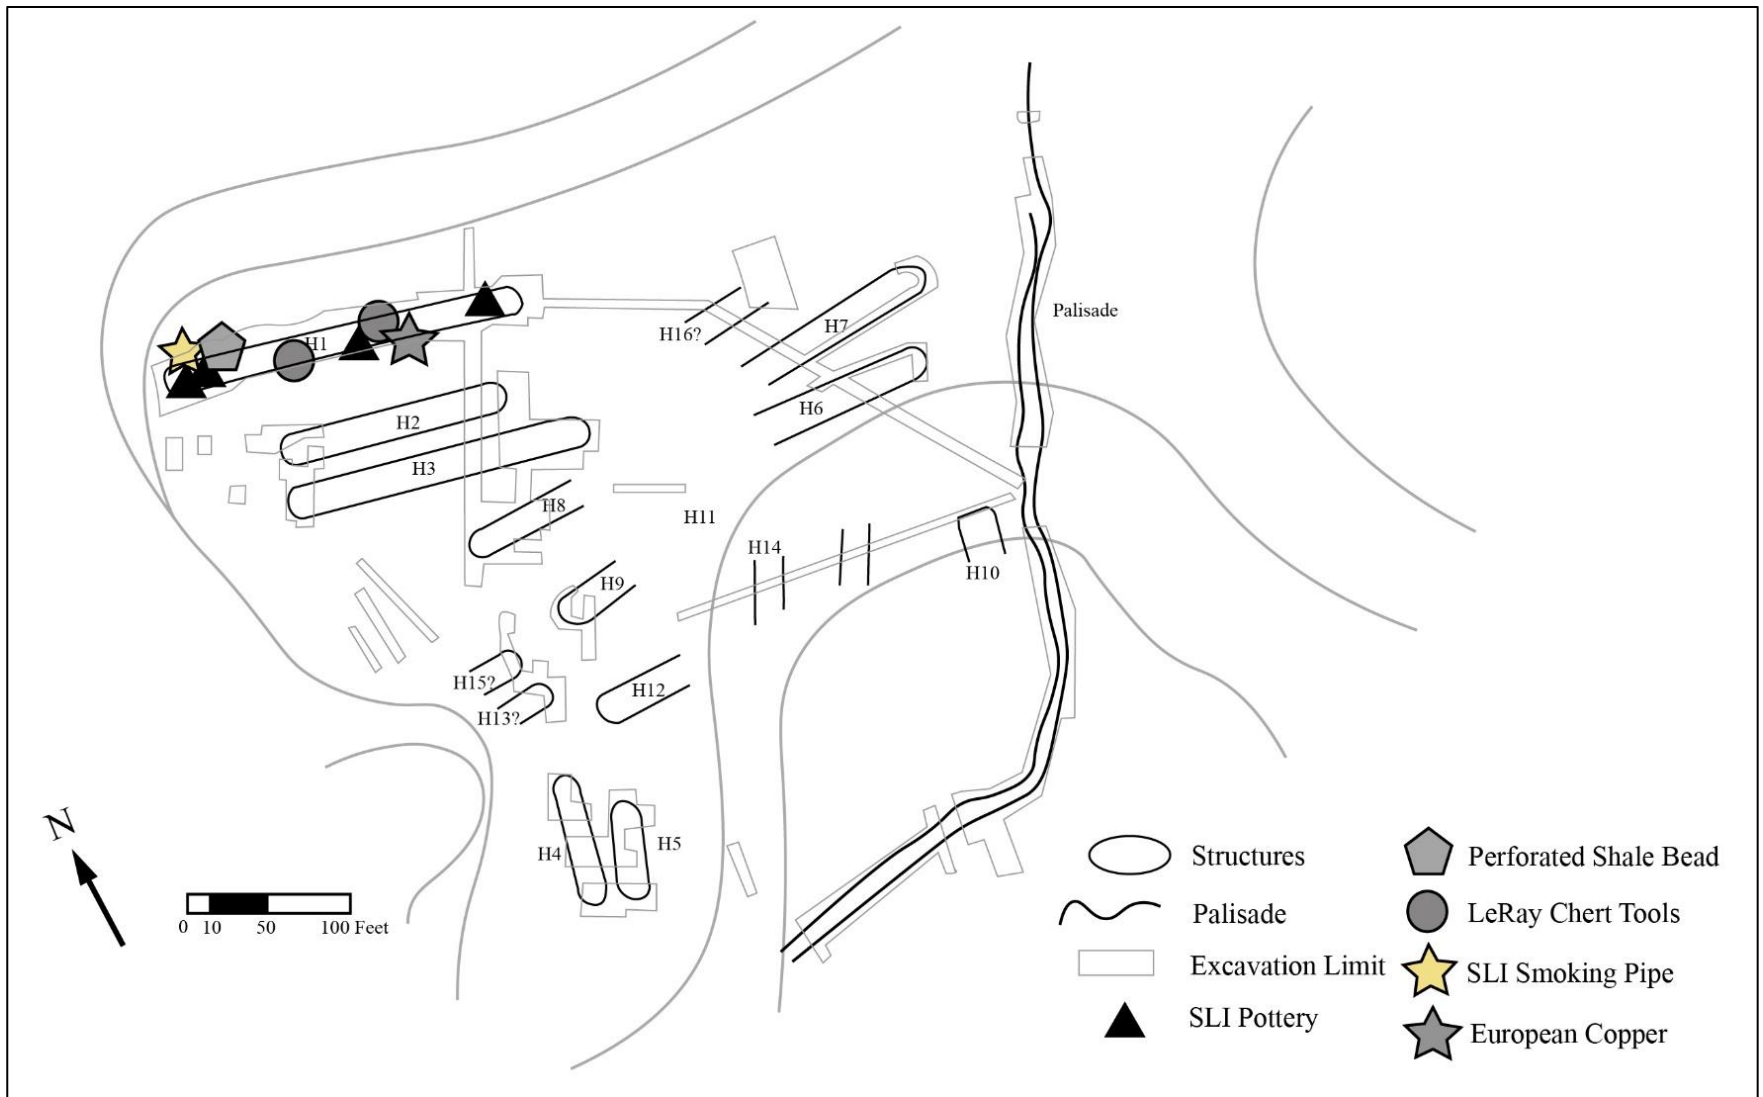 Palisade
H1
H16?
H7
H6
H2
H3
H8
H11
H14
H9
H10
H15?
H12
H13?
H4
H5
N
0 10 50 100 Feet
Structures
Palisade
Excavation Limit
SLI Pottery
Perforated Shale Bead
LeRay Chert Tools
SLI Smoking Pipe
European Copper